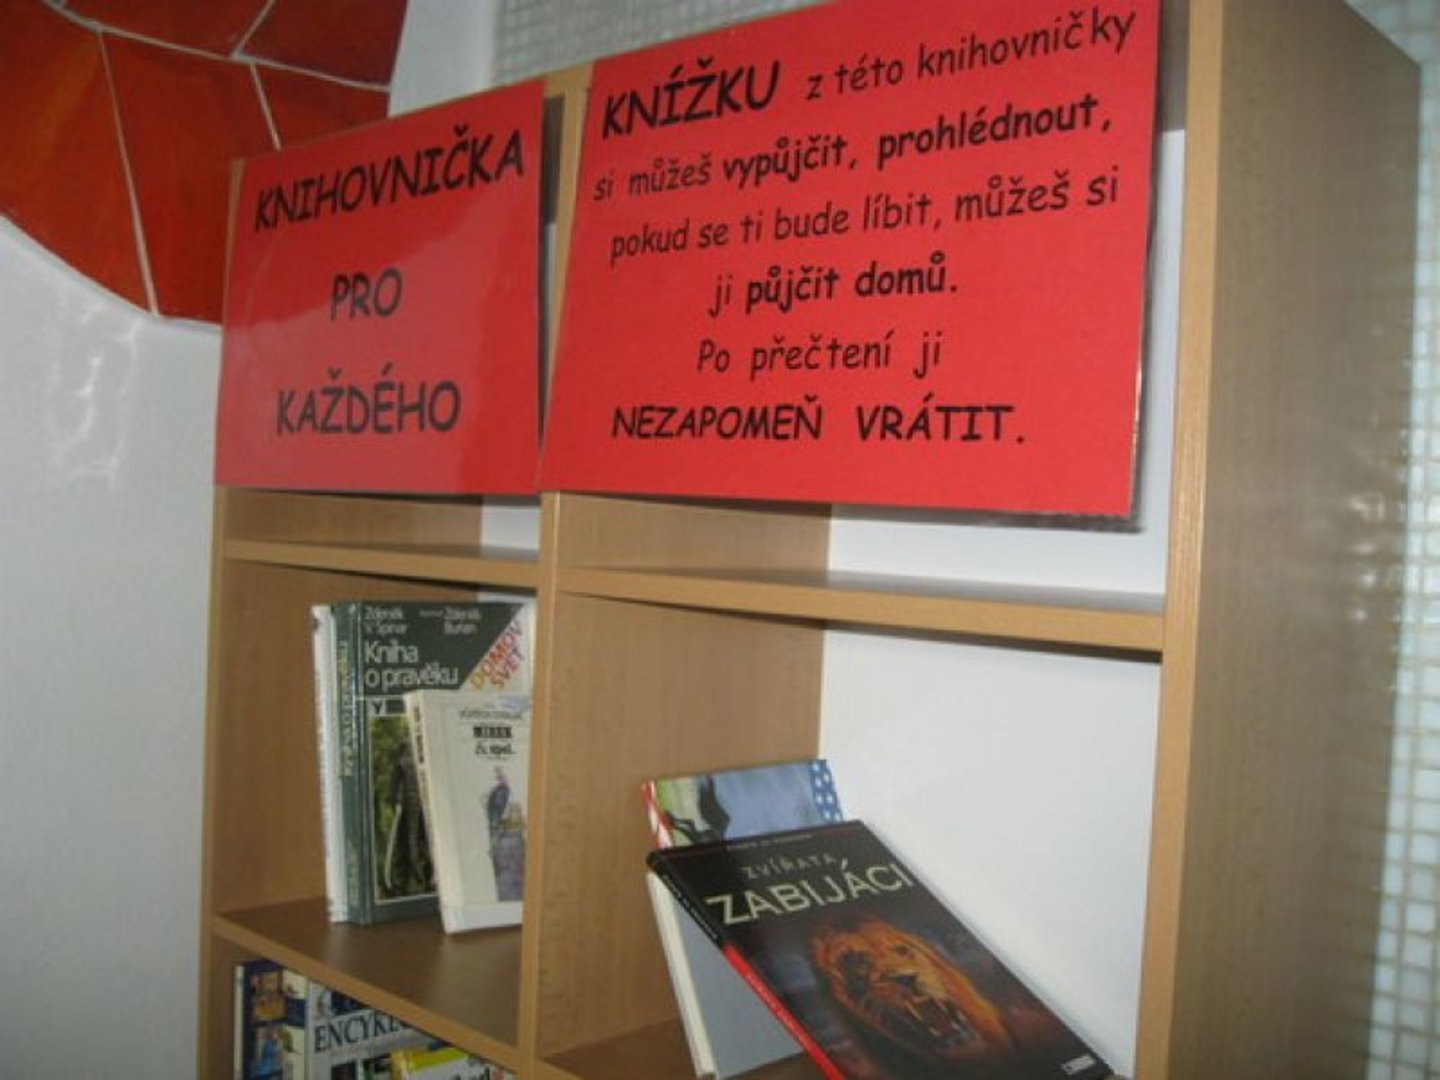 KNIHOVNIČKA
PRO
KAŽDÉHO
KNÍŽKU z této knihovničky
si můžeš vypůjčit, prohlédnout,
pokud se ti bude líbit, můžeš si
ji půjčit domů.
Po přečtení ji
NEZAPOMEŇ VRÁTIT.
Zdeněk
V. Špinar
Zdeněk
Burian
Kniha
o pravěku
DOMOV
SVĚT
& spol.
ZVÍŘATA
ZABIJÁCI